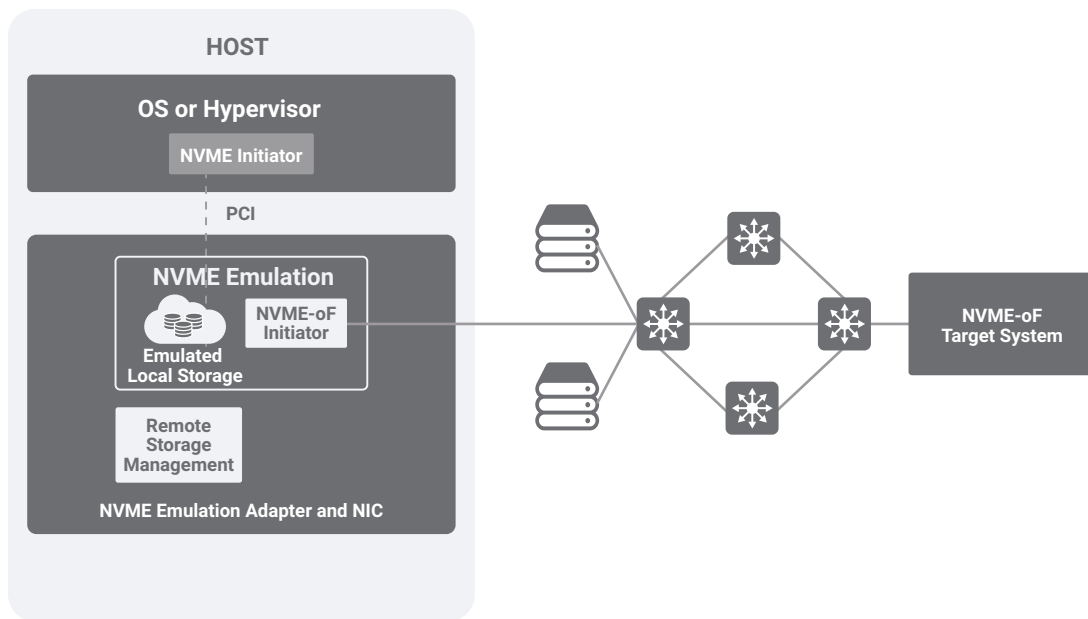 HOST
OS or Hypervisor
NVME Initiator
PCI
NVME Emulation
NVME-oF
Initiator
Emulated
Local Storage
Remote
Storage
Management
NVME Emulation Adapter and NIC
NVME-oF
Target System